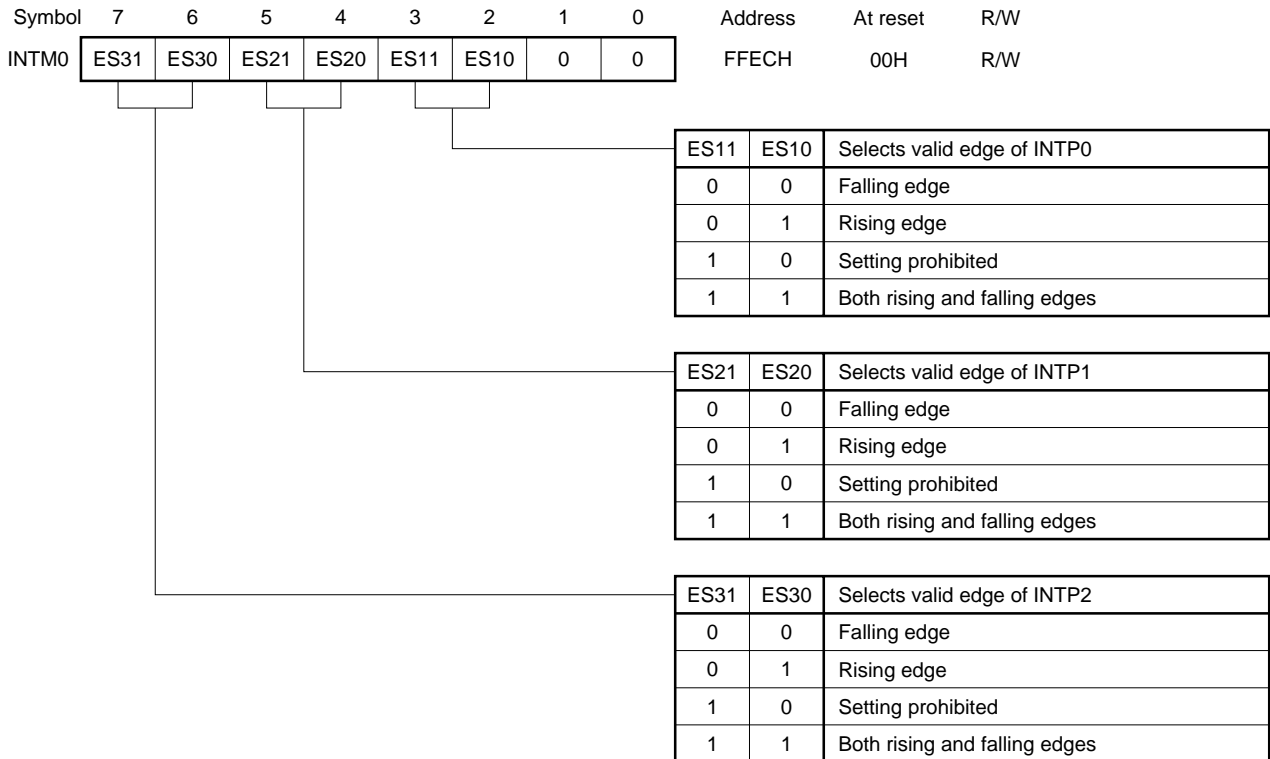 Symbol 7 6 5 4 3 2 1 0 Address At reset R/W
INTM0 ES31 ES30 ES21 ES20 ES11 ES10 0 0 FFECH 00H R/W
ES11 ES10 Selects valid edge of INTP0
0 0 Falling edge
0 1 Rising edge
1 0 Setting prohibited
1 1 Both rising and falling edges
ES21 ES20 Selects valid edge of INTP1
0 0 Falling edge
0 1 Rising edge
1 0 Setting prohibited
1 1 Both rising and falling edges
ES31 ES30 Selects valid edge of INTP2
0 0 Falling edge
0 1 Rising edge
1 0 Setting prohibited
1 1 Both rising and falling edges